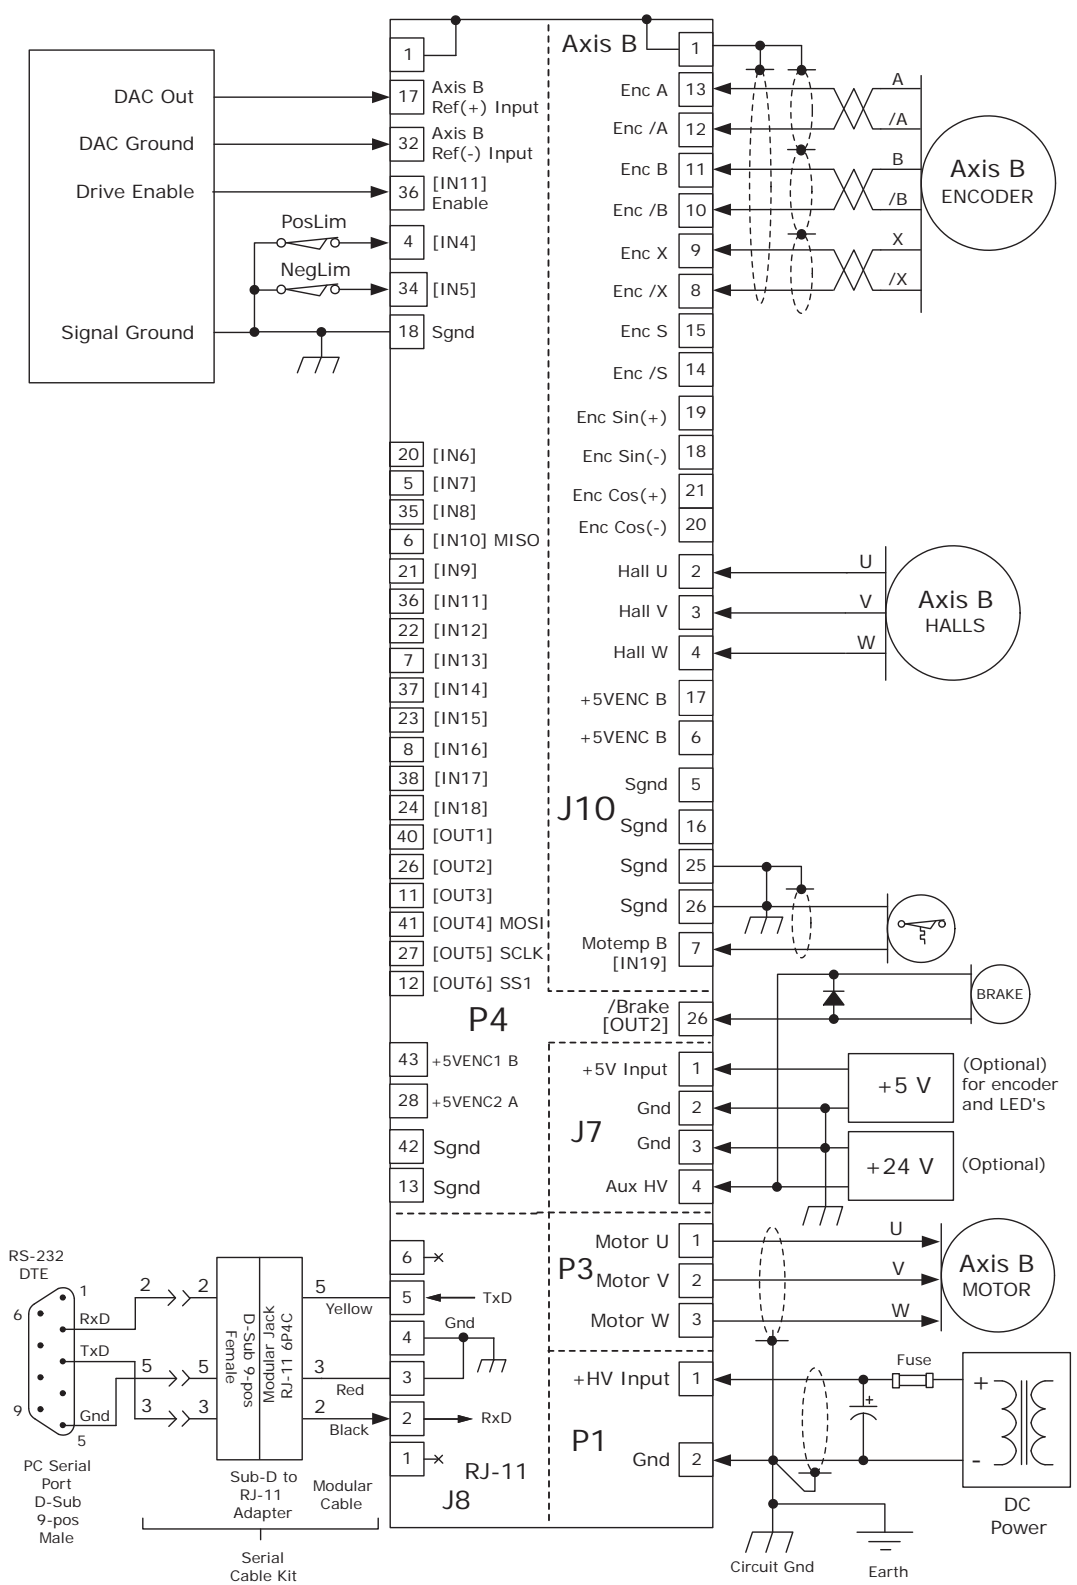 DAC Out
DAC Ground
Drive Enable
PosLim
NegLim
Signal Ground
1
17 Axis B
Ref(+) Input
32 Axis B
Ref(-) Input
36 [IN11]
Enable
4 [IN4]
34 [IN5]
18 Sgnd
20 [IN6]
5 [IN7]
35 [IN8]
6 [IN10] MISO
21 [IN9]
36 [IN11]
22 [IN12]
7 [IN13]
37 [IN14]
23 [IN15]
8 [IN16]
38 [IN17]
24 [IN18]
40 [OUT1]
26 [OUT2]
11 [OUT3]
41 [OUT4] MOSI
27 [OUT5] SCLK
12 [OUT6] SS1
P4
43 +5VENC1 B
28 +5VENC2 A
42 Sgnd
13 Sgnd
Axis B 1
Enc A 13 A
Enc /A 12 /A
Enc B 11 B
Enc /B 10 /B
Enc X 9 X
Enc /X 8 /X
Axis B
ENCODER
Enc S 15
Enc /S 14
Enc Sin(+) 19
Enc Sin(-) 18
Enc Cos(+) 21
Enc Cos(-) 20
Hall U 2 U
Hall V 3 V
Hall W 4 W
Axis B
HALLS
+5VENC B 17
+5VENC B 6
Sgnd 5
J10
Sgnd 16
Sgnd 25
Sgnd 26
Motemp B
[IN19] 7
/Brake
[OUT2] 26
BRAKE
+5V Input 1
+5 V
(Optional)
for encoder
and LED's
Gnd 2
J7
Gnd 3
+24 V
(Optional)
Aux HV 4
Motor U 1 U
P3
Motor V 2 V
Motor W 3 W
Axis B
MOTOR
+HV Input 1
Fuse
+
+
-
P1
Gnd 2
DC
Power
Circuit Gnd
Earth
RS-232
DTE
6
1
RxD
TxD
9
Gnd
5
PC Serial
Port
D-Sub
9-pos
Male
2 2
5 5
3 3
D-Sub 9-pos
Female
Modular Jack
RJ-11 6P4C
Sub-D to
RJ-11
Adapter
5
Yellow
3
Red
2
Black
Modular
Cable
Serial
Cable Kit
6
5 TxD
4 Gnd
3
2 RxD
1
RJ-11
J8